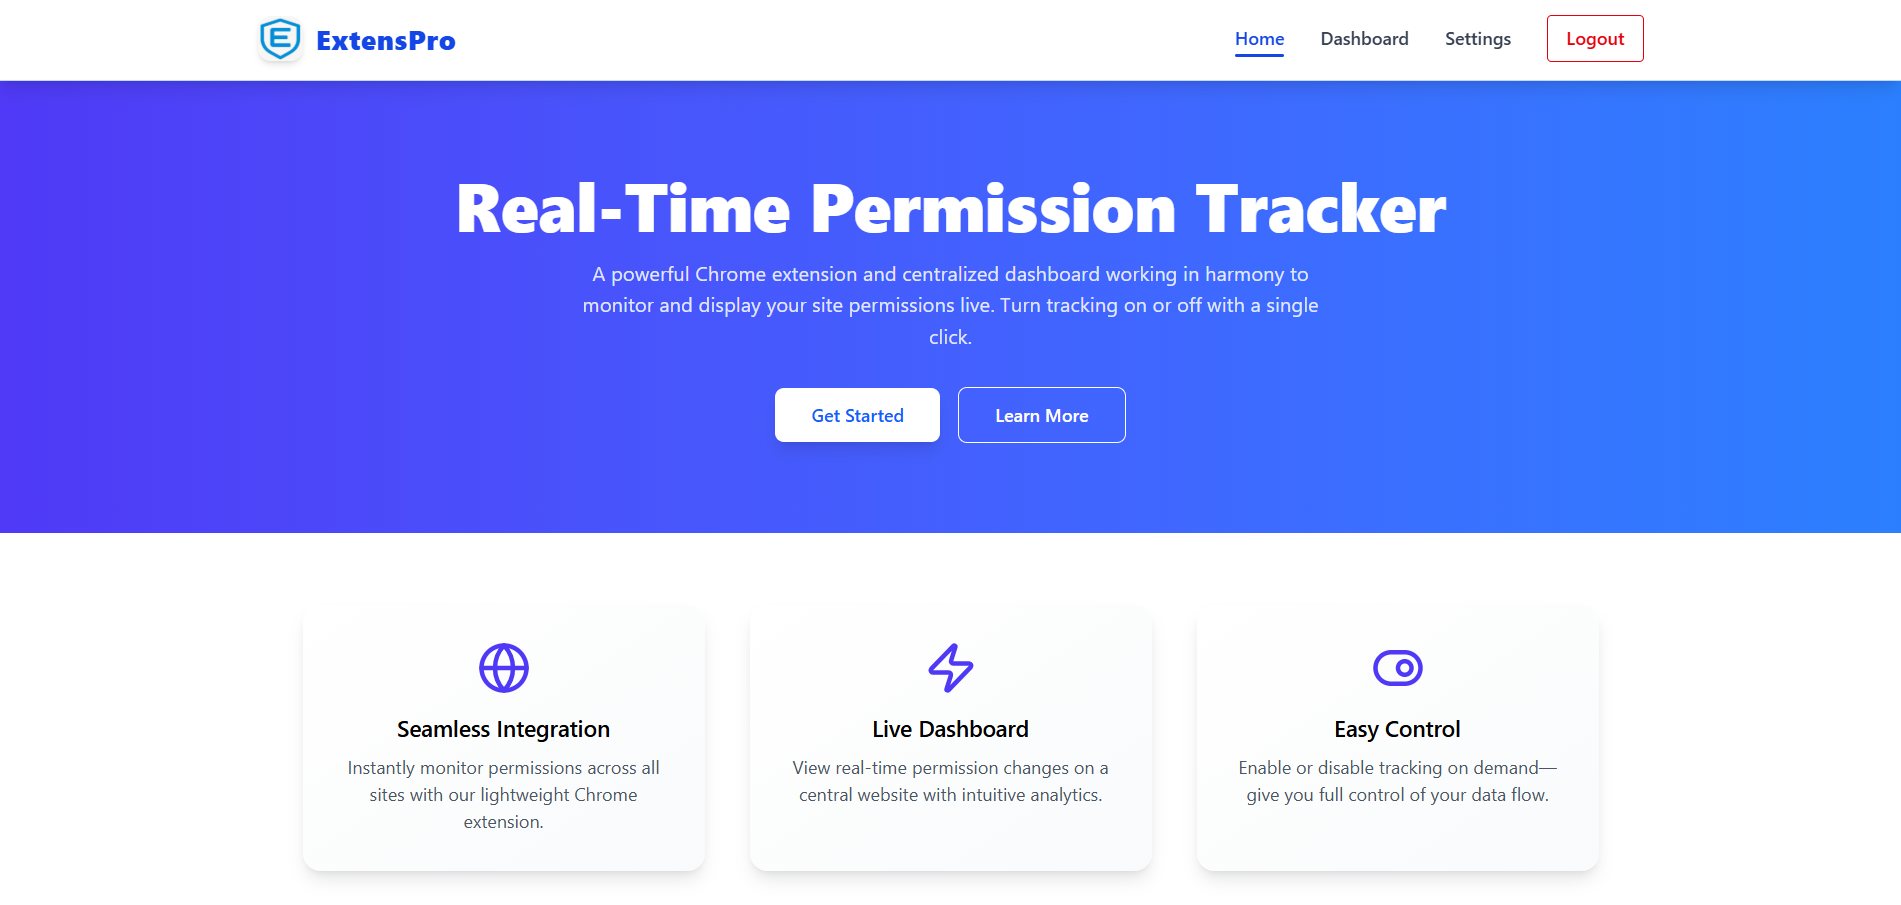 ExtensPro
Home
Dashboard
Settings
Logout
Real-Time Permission Tracker
A powerful Chrome extension and centralized dashboard working in harmony to
monitor and display your site permissions live. Turn tracking on or off with a single
click.
Get Started
Learn More
Seamless Integration
Instantly monitor permissions across all
sites with our lightweight Chrome
extension.
Live Dashboard
View real-time permission changes on a
central website with intuitive analytics.
Easy Control
Enable or disable tracking on demand—
give you full control of your data flow.